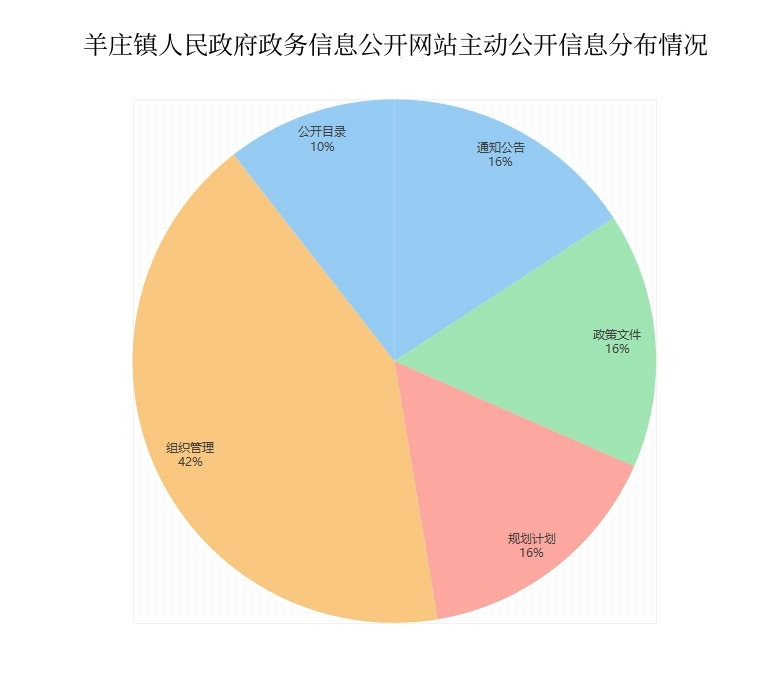 羊庄镇人民政府政务信息公开网站主动公开信息分布情况
公开目录
10%
通知公告
16%
政策文件
16%
组织管理
42%
规划计划
16%